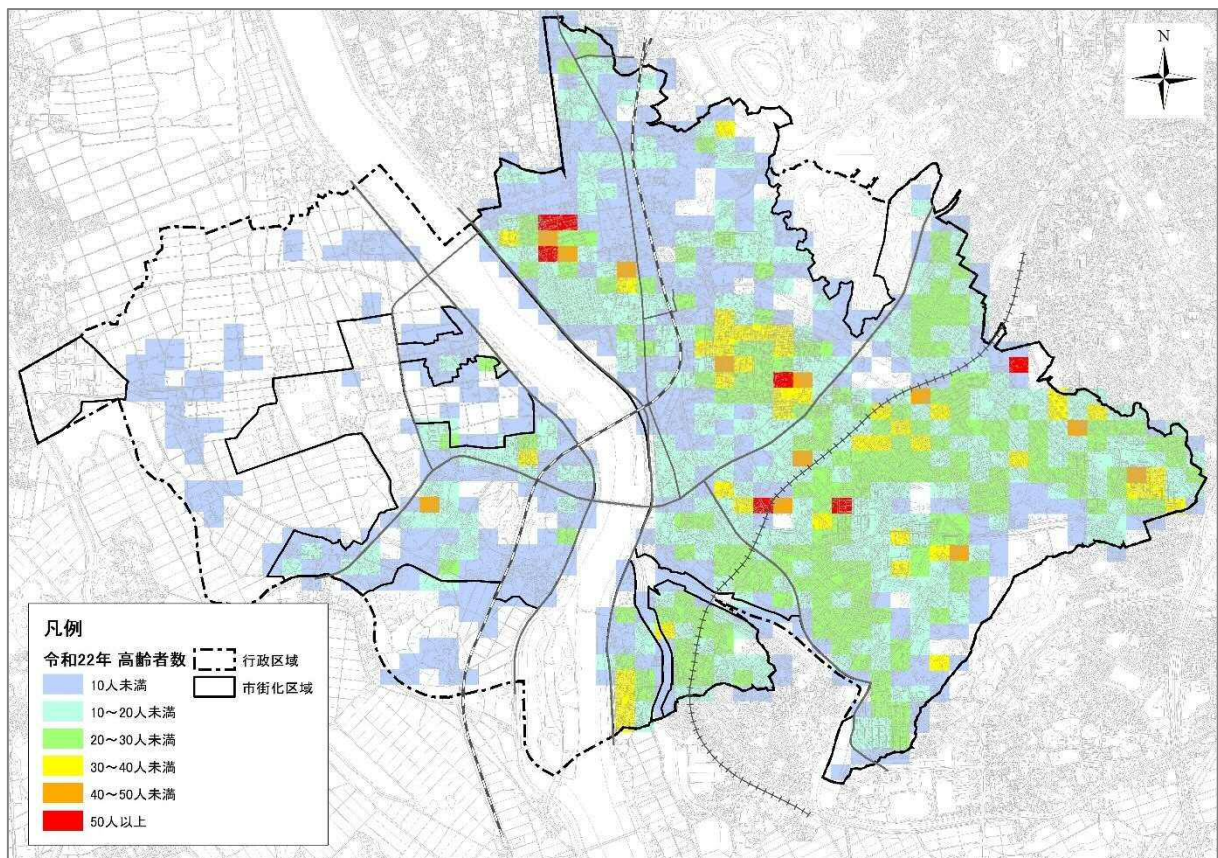 N
凡例
令和22年 高齢者数
行政区域
市街化区域
10人未満
10~20人未満
20~30人未満
30~40人未満
40~50人未満
50人以上